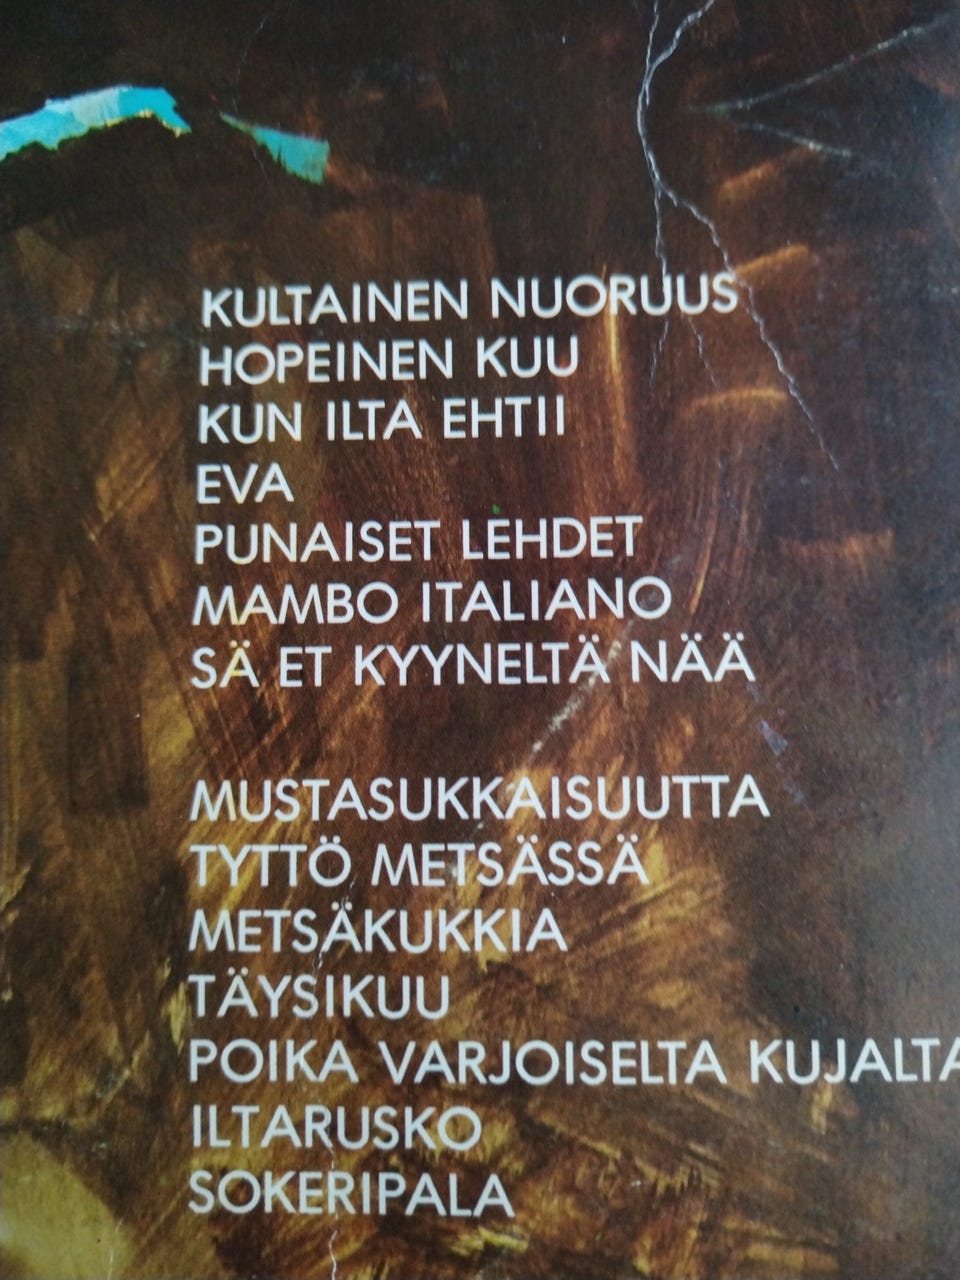 KULTAINEN NUORUUS
HOPEINEN KUU
KUN ILTA EHTII
EVA
PUNAISET LEHDET
MAMBO ITALIANO
SÄ ET KYYNELTÄ NÄÄ
MUSTASUKKAISUUTTA
TYTTÖ METSÄSSÄ
METSÄKUKKIA
TÄYSIKUU
POIKA VARJOISELTA KUJALTA
ILTARUSKO
SOKERIPALA